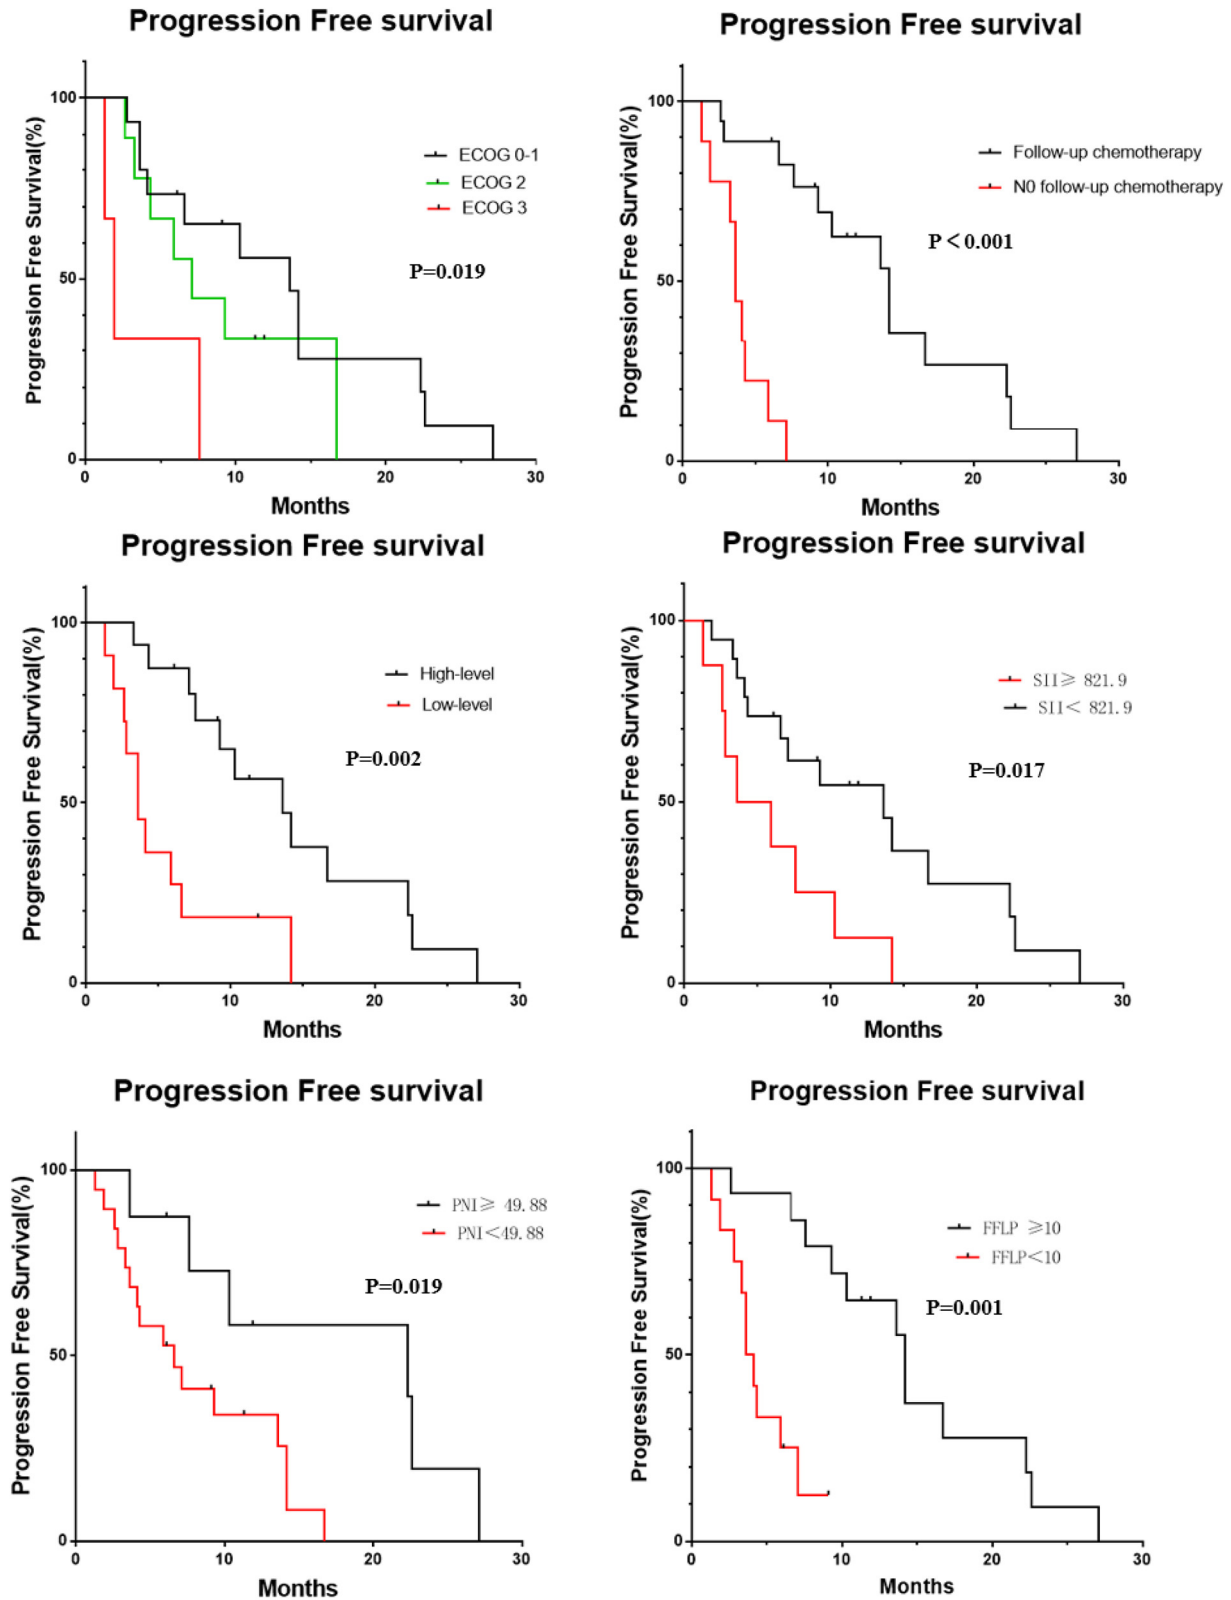 Progression Free survival
Progression Free Survival(%)
100
50
0
0 10 20 30
Months
ECOG 0-1
ECOG 2
ECOG 3
P=0.019
Progression Free survival
Progression Free Survival(%)
100
50
0
0 10 20 30
Months
Follow-up chemotherapy
N0 follow-up chemotherapy
P<0.001
Progression Free survival
Progression Free Survival(%)
100
50
0
0 10 20 30
Months
High-level
Low-level
P=0.002
Progression Free survival
Progression Free Survival(%)
100
50
0
0 10 20 30
Months
SII≥ 821.9
SII< 821.9
P=0.017
Progression Free survival
Progression Free Survival(%)
100
50
0
0 10 20 30
Months
PNI≥ 49.88
PNI<49.88
P=0.019
Progression Free survival
Progression Free Survival(%)
100
50
0
0 10 20 30
Months
FFLP ≥10
FFLP<10
P=0.001